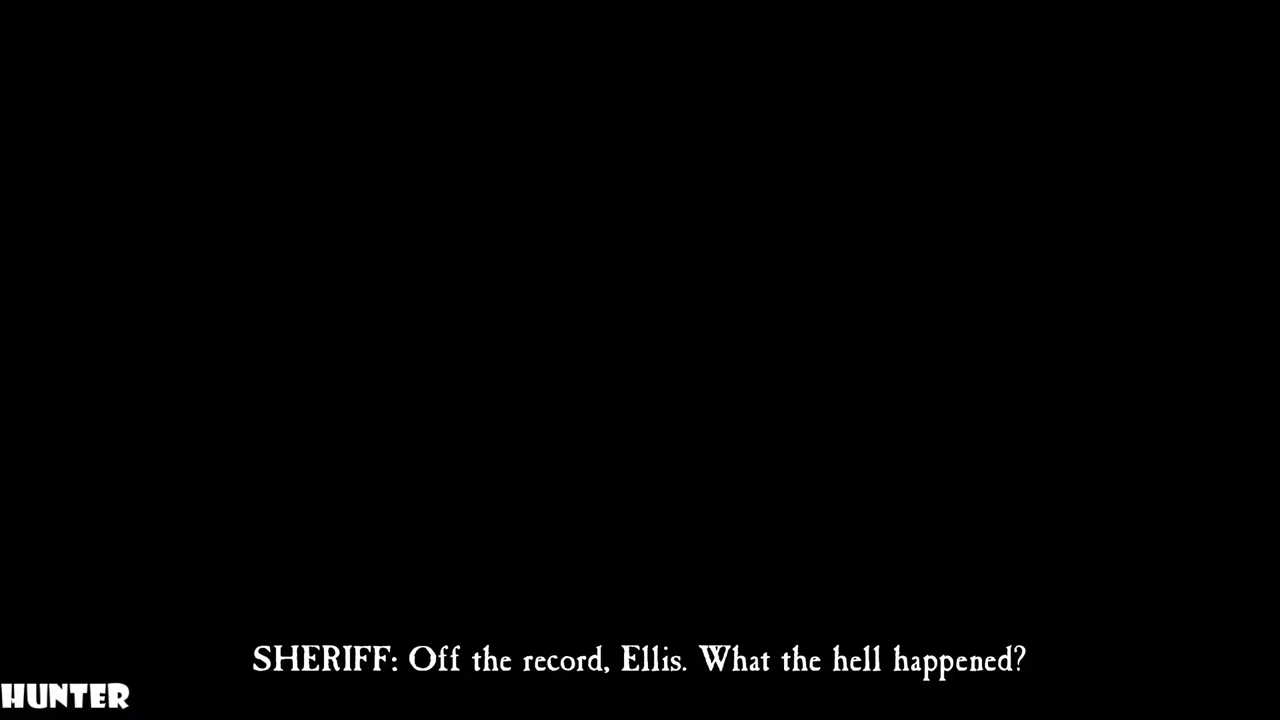 SHERIFF: Off the record, Ellis. What the hell happened?
HUNTER